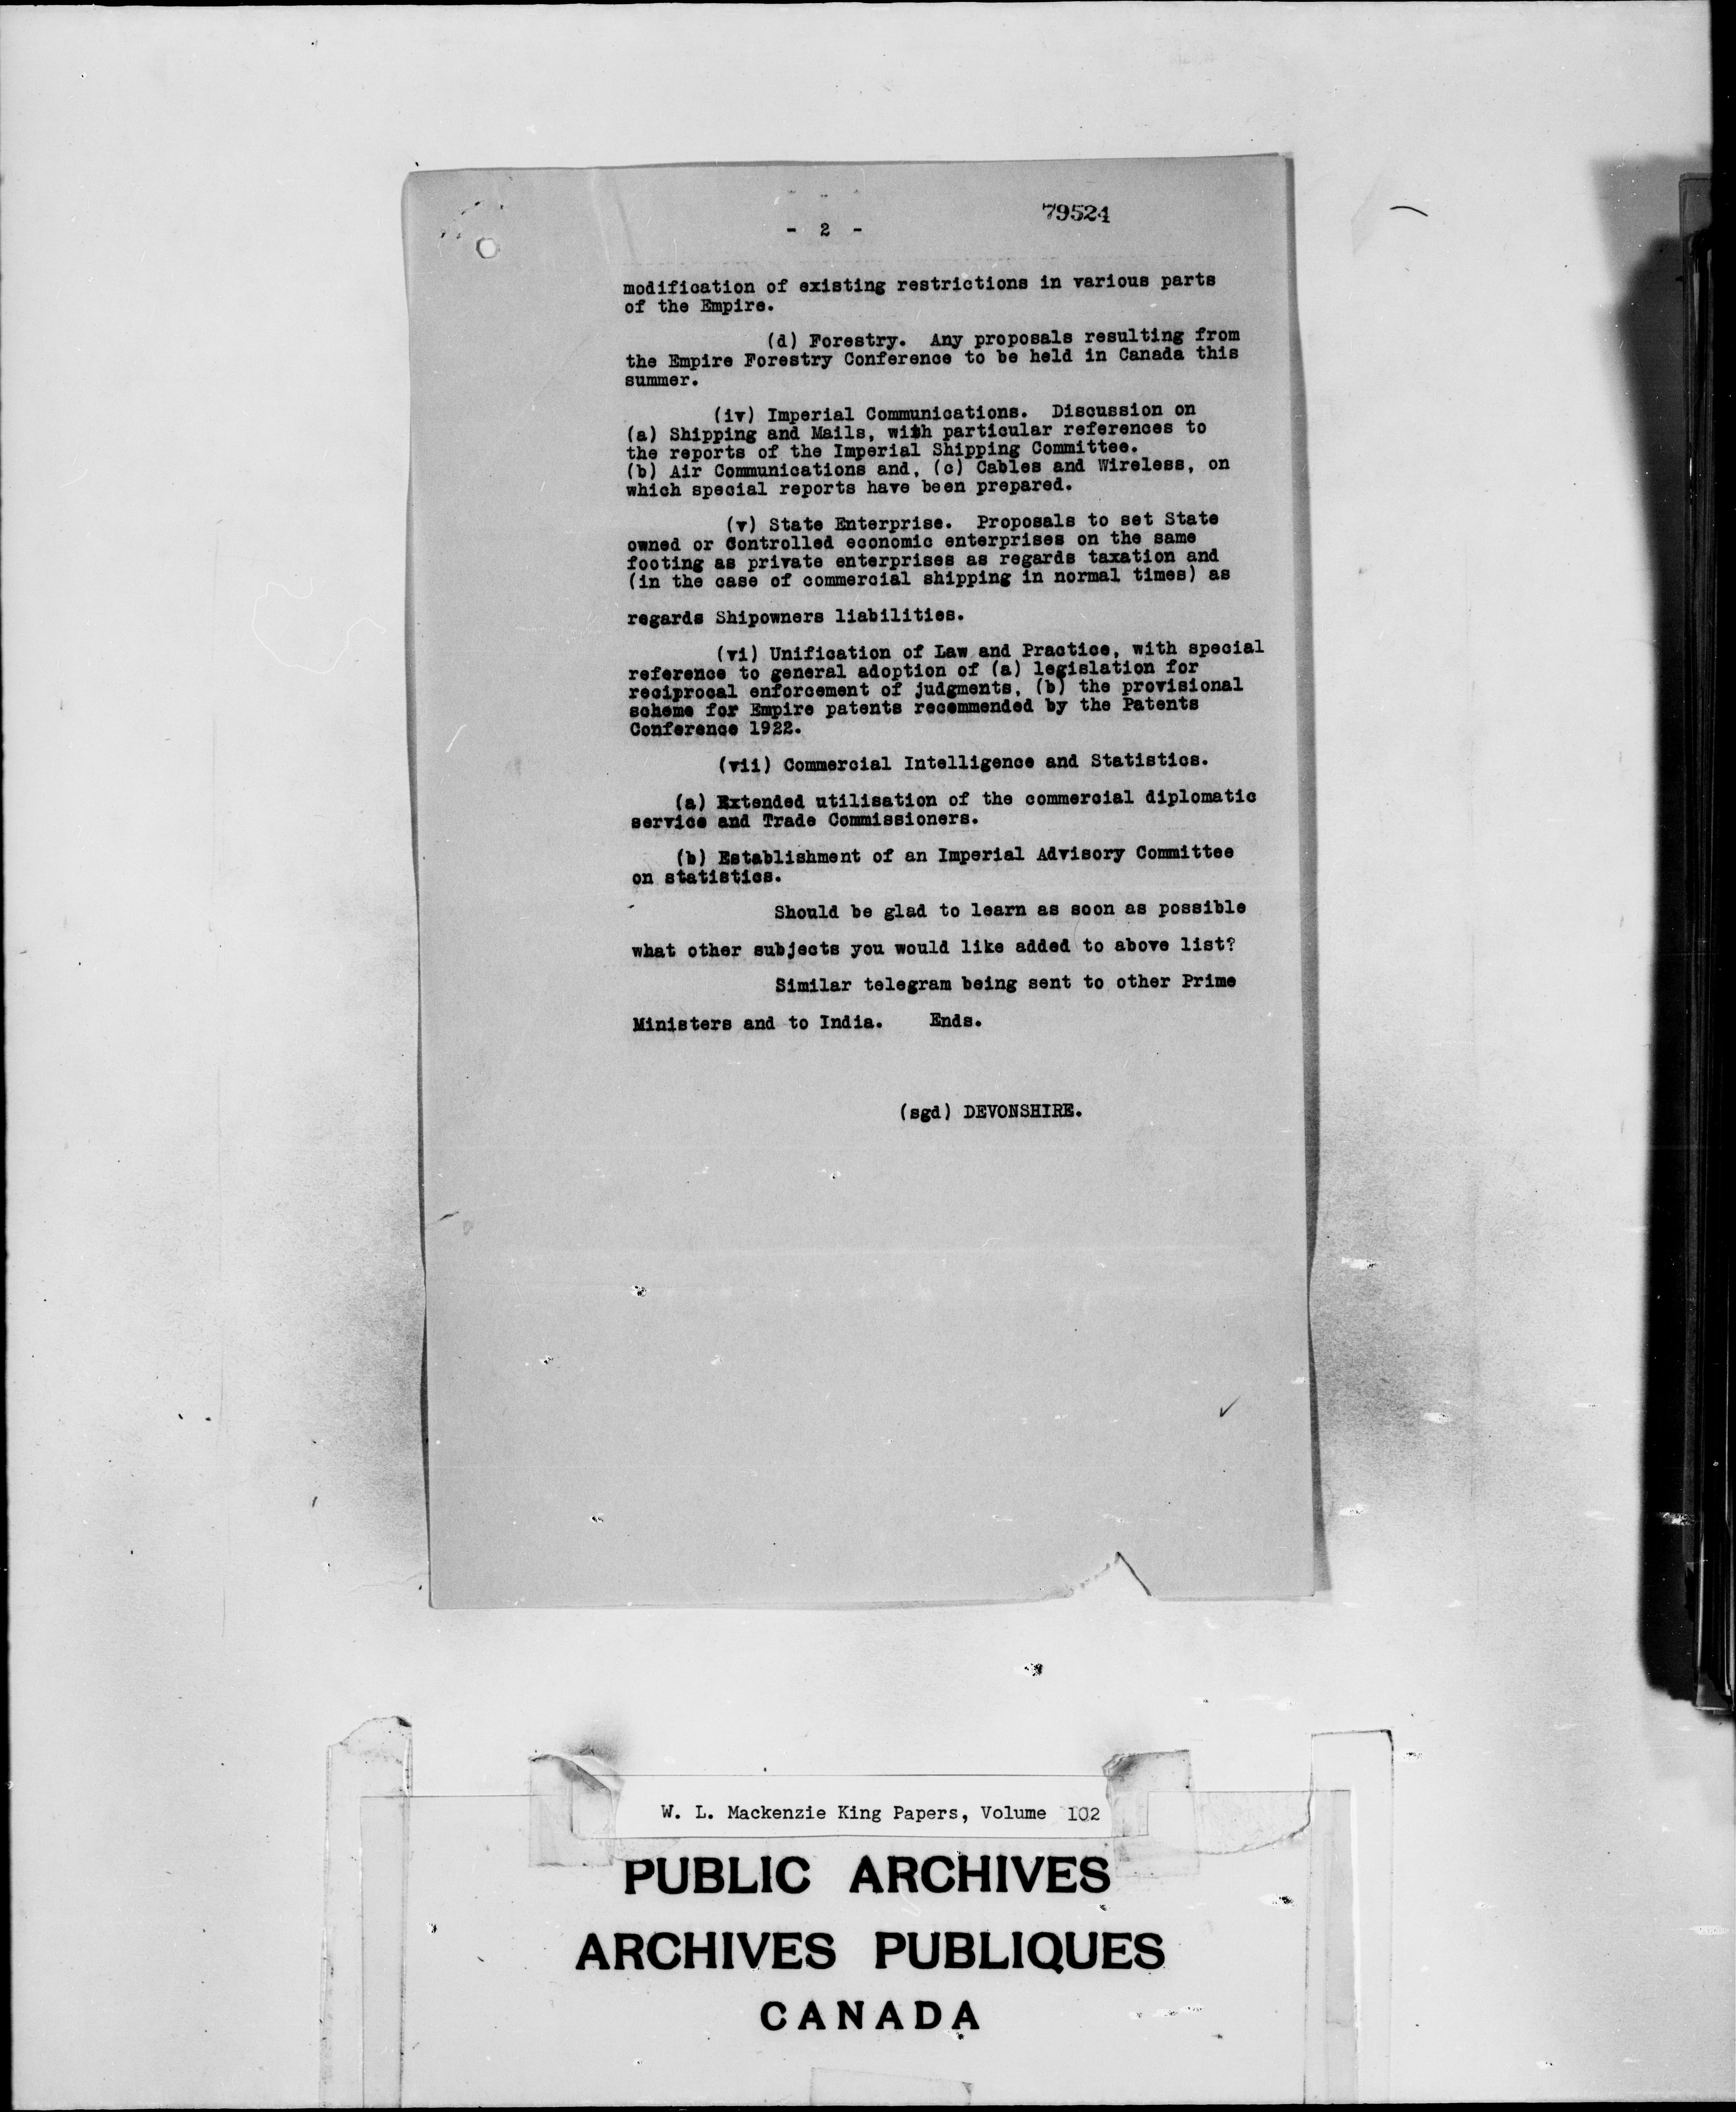 79524
- 2 -
modification of existing restrictions in various parts
of the Empire.
(d) Forestry. Any proposals resulting from
the Empire Forestry Conference to be held in Canada this
summer.
(iv) Imperial Communications. Discussion on
(a) Shipping and Mails, with particular references to
the reports of the Imperial Shipping Committee.
(b) Air Communications and, (c) Cables and Wireless, on
which special reports have been prepared.
(v) State Enterprise. Proposals to set State
owned or Controlled economic enterprises on the same
footing as private enterprises as regards taxation and
(in the case of commercial shipping in normal times) as
regards Shipowners liabilities.
(vi) Unification of Law and Practice, with special
reference to general adoption of (a) legislation for
reciprocal enforcement of judgments, (b) the provisional
scheme for Empire patents recommended by the Patents
Conference 1922.
(vii) Commercial Intelligence and Statistics.
(a) Extended utilisation of the commercial diplomatic
service and Trade Commissioners.
(b) Establishment of an Imperial Advisory Committee
on statistics.
Should be glad to learn as soon as possible
what other subjects you would like added to above list?
Similar telegram being sent to other Prime
Ministers and to India. Ends.
(sgd) DEVONSHIRE.
W. L. Mackenzie King Papers, Volume 102
PUBLIC ARCHIVES
ARCHIVES PUBLIQUES
CANADA